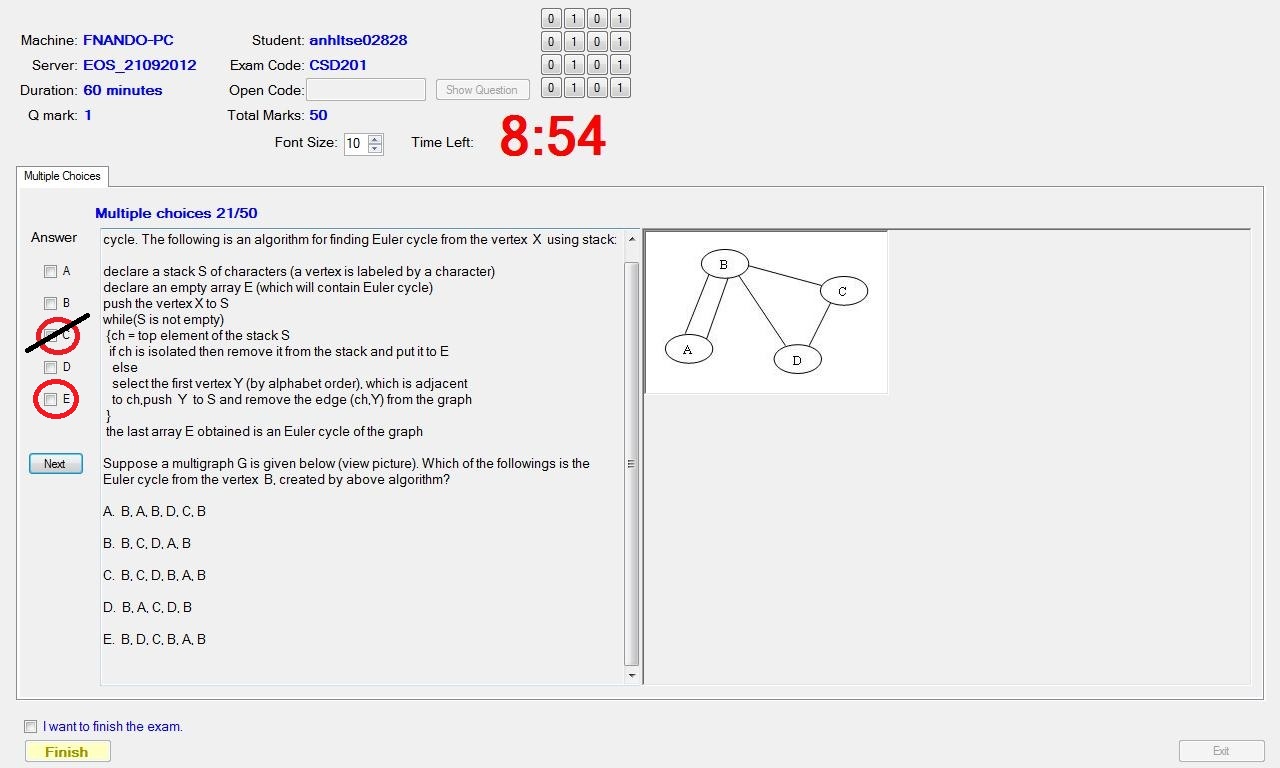 Machine: FNANDO-PC
Student: anhltse02828
Server: EOS_21092012
Exam Code: CSD201
Duration: 60 minutes
Open Code:
Show Question
Q mark: 1
Total Marks: 50
0 1 0 1
0 1 0 1
0 1 0 1
0 1 0 1
Font Size: 10
Time Left: 8:54
Multiple Choices
Multiple choices 21/50
Answer
A
B
C
D
E
Next
cycle. The following is an algorithm for finding Euler cycle from the vertex X using stack:
declare a stack S of characters (a vertex is labeled by a character)
declare an empty array E (which will contain Euler cycle)
push the vertex X to S
while(S is not empty)
{ch = top element of the stack S
if ch is isolated then remove it from the stack and put it to E
else
select the first vertex Y (by alphabet order), which is adjacent
to ch,push Y to S and remove the edge (ch,Y) from the graph
}
the last array E obtained is an Euler cycle of the graph
Suppose a multigraph G is given below (view picture). Which of the followings is the
Euler cycle from the vertex B, created by above algorithm?
A. B, A, B, D, C, B
B. B, C, D, A, B
C. B, C, D, B, A, B
D. B, A, C, D, B
E. B, D, C, B, A, B
B
C
A
D
I want to finish the exam.
Finish
Exit